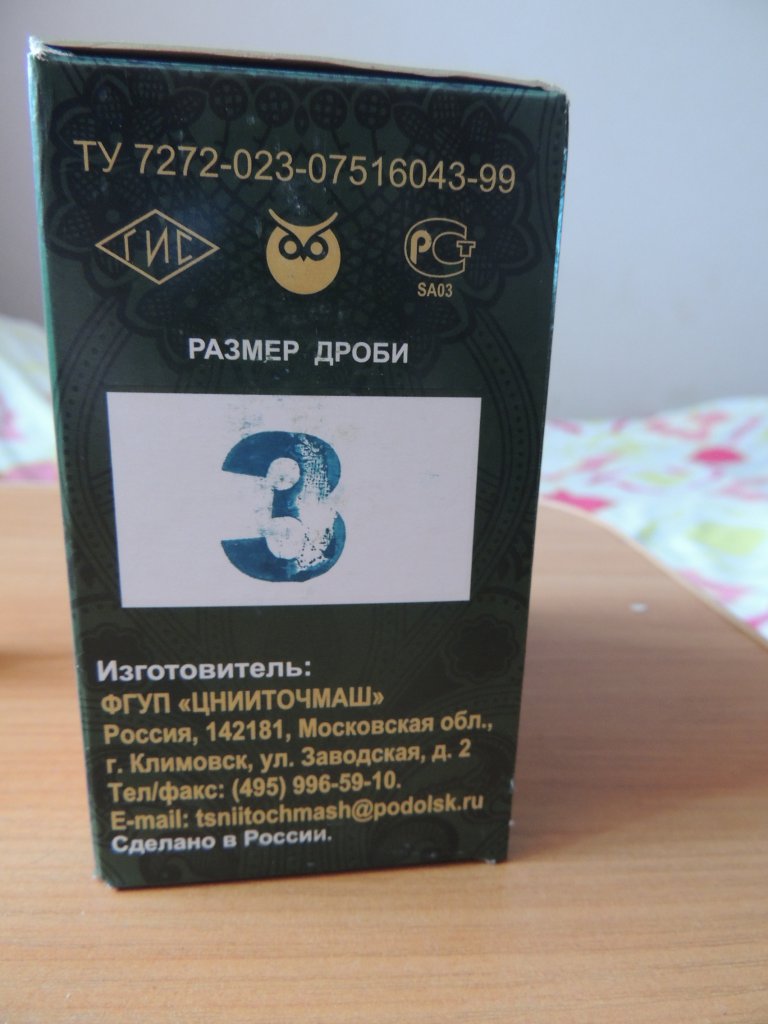 ТУ 7272-023-07516043-99
ГИС
РСТ
SA03
РАЗМЕР ДРОБИ
3
Изготовитель:
ФГУП «ЦНИИТОЧМАШ»
Россия, 142181, Московская обл.,
г. Климовск, ул. Заводская, д. 2
Тел/факс: (495) 996-59-10.
E-mail: tsniitochmash@podolsk.ru
Сделано в России.